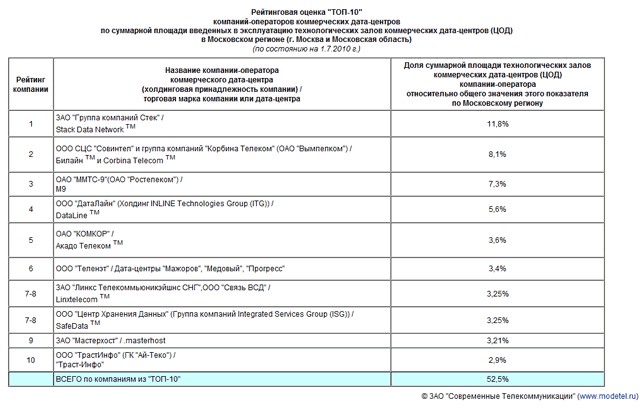 Рейтинговая оценка "ТОП-10"
компаний-операторов коммерческих дата-центров
по суммарной площади введенных в эксплуатацию технологических залов коммерческих дата-центров (ЦОД)
в Московском регионе (г. Москва и Московская область)
(по состоянию на 1.7.2010 г.)
Рейтинг
компании
Название компании-оператора
коммерческого дата-центра
(холдинговая принадлежность компании) /
торговая марка компании или дата-центра
Доля суммарной площади технологических залов
коммерческих дата-центров (ЦОД)
компании-оператора
относительно общего значения этого показателя
по Московскому региону
1
ЗАО "Группа компаний Стек" /
Stack Data Network TM
11,8%
2
ООО СЦС "Совинтел" и группа компаний "Корбина Телеком" (ОАО "Вымпелком") /
Билайн TM и Corbina Telecom TM
8,1%
3
ОАО "ММТС-9"(ОАО "Ростелеком") /
М9
7,3%
4
ООО "ДатаЛайн" (Холдинг INLINE Technologies Group (ITG)) /
DataLine TM
5,6%
5
ОАО "КОМКОР" /
Акадо Телеком TM
3,6%
6
ООО "Теленэт" / Дата-центры "Мажоров", "Медовый", "Прогресс"
3,4%
7-8
ЗАО "Линкс Телекоммьюникэйшнс СНГ",ООО "Связь ВСД" /
Linxtelecom TM
3,25%
7-8
ООО "Центр Хранения Данных" (Группа компаний Integrated Services Group (ISG)) /
SafeData TM
3,25%
9
ЗАО "Мастерхост" / .masterhost
3,21%
10
ООО "ТрастИнфо" (ГК "Ай-Теко") /
"Траст-Инфо"
2,9%
ВСЕГО по компаниям из "ТОП-10"
52,5%
© ЗАО "Современные Телекоммуникации" (www.modetel.ru)